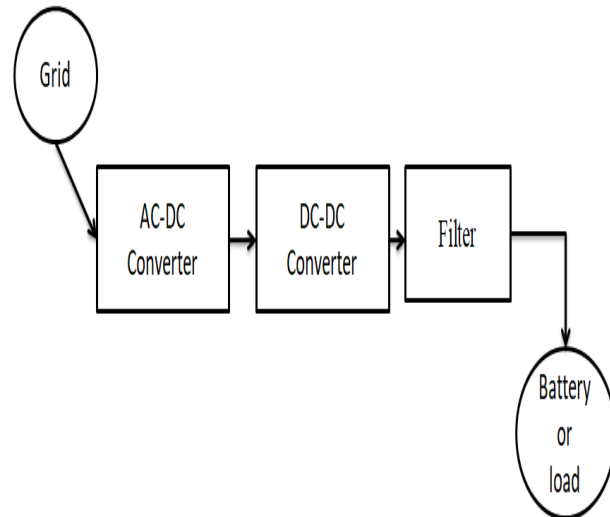 Grid
AC-DC
Converter
DC-DC
Converter
Filter
Battery
or
load